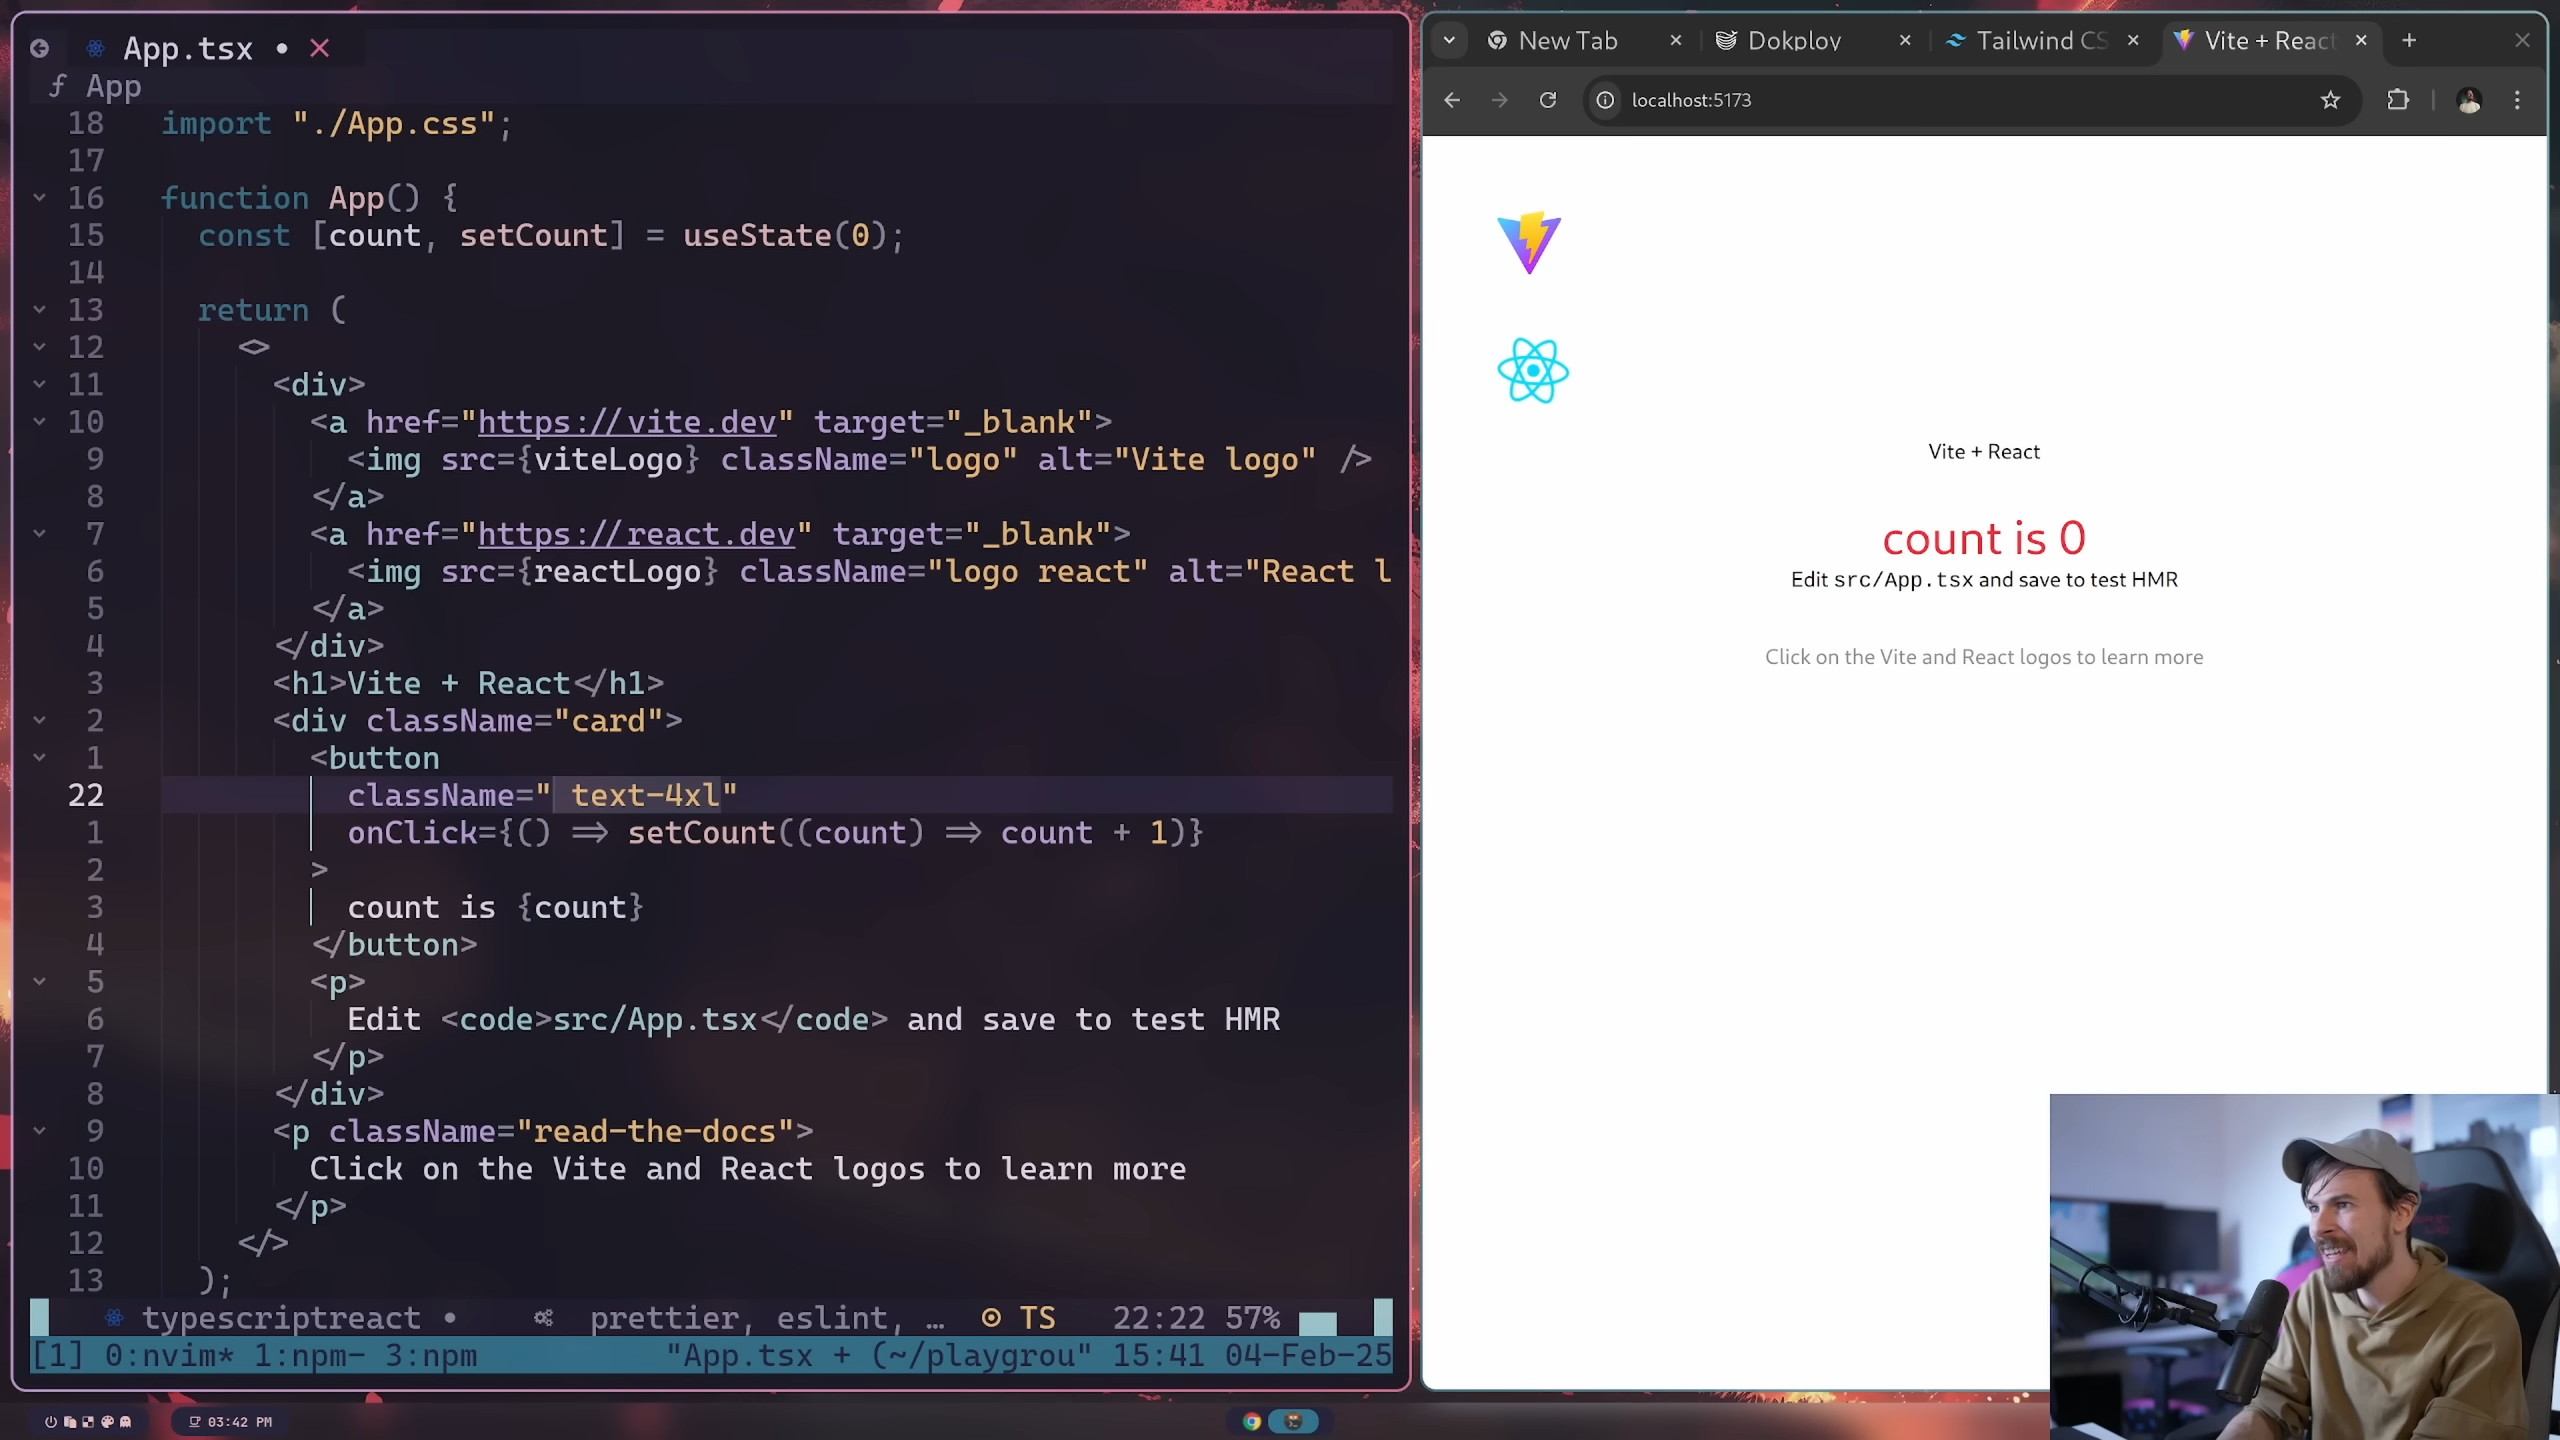 App.tsx
App
18 import "./App.css";
17
16 function App() {
15 const [count, setCount] = useState(0);
14
13 return (
12 <>
11 <div>
10 <a href="https://vite.dev" target="_blank">
9 <img src={viteLogo} className="logo" alt="Vite logo" />
8 </a>
7 <a href="https://react.dev" target="_blank">
6 <img src={reactLogo} className="logo react" alt="React l
5 </a>
4 </div>
3 <h1>Vite + React</h1>
2 <div className="card">
1 <button
22 className=" text-4xl"
1 onClick={() => setCount((count) => count + 1)}
2 >
3 count is {count}
4 </button>
5 <p>
6 Edit <code>src/App.tsx</code> and save to test HMR
7 </p>
8 </div>
9 <p className="read-the-docs">
10 Click on the Vite and React logos to learn more
11 </p>
12 </>
13 );
typescriptreact • prettier, eslint, … TS 22:22 57%
[1] 0:nvim* 1:npm- 3:npm "App.tsx + (~/playgrou" 15:41 04-Feb-25
03:42 PM
New Tab
Dokploy
Tailwind CS
Vite + React
localhost:5173
Vite + React
count is 0
Edit src/App.tsx and save to test HMR
Click on the Vite and React logos to learn more